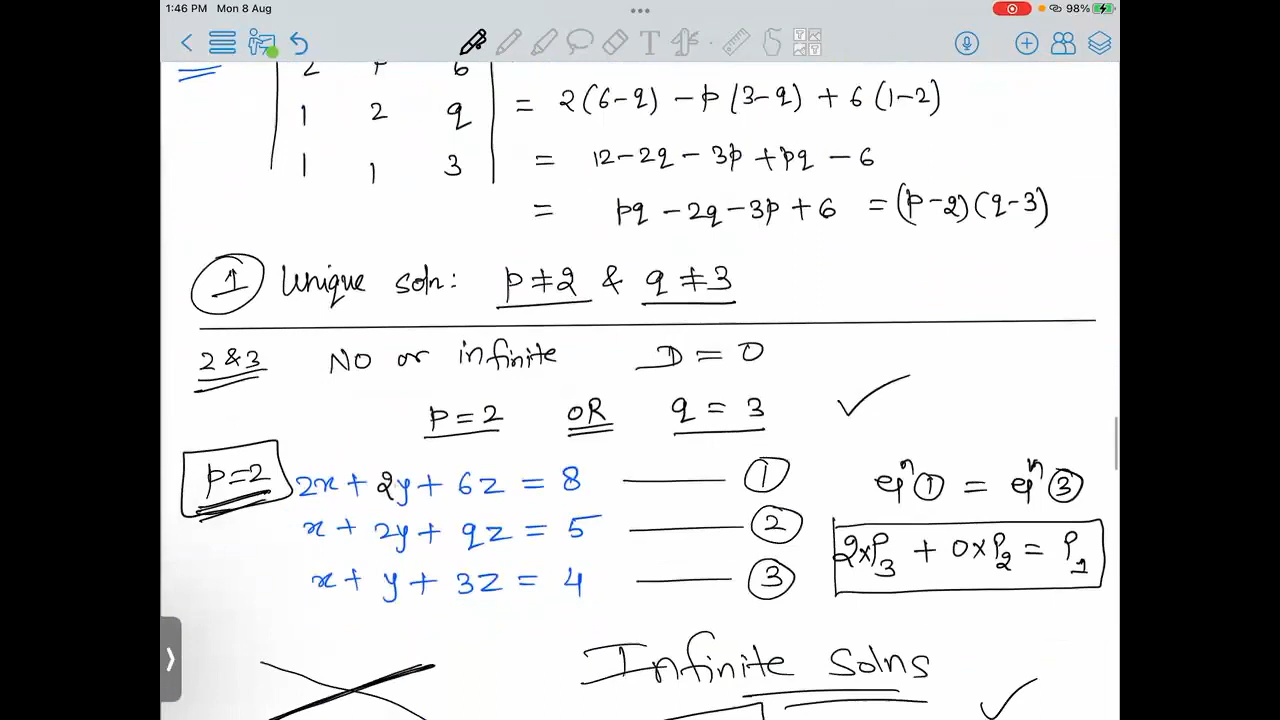 1:46 PM Mon 8 Aug
98%
2 p 6
1 2 q = 2(6-q) - p(3-q) + 6(1-2)
1 1 3 = 12-2q-3p+pq-6
= pq-2q-3p+6 = (p-2)(q-3)
① Unique soln: p≠2 & q≠3
2 & 3 No or infinite D = 0
p=2 OR q = 3
p=2 2x + 2y + 6z = 8 ①
x + 2y + qz = 5 ②
x + y + 3z = 4 ③
eqⁿ ① = eqⁿ ③
2×P₃ + 0×P₂ = P₁
Infinite solns